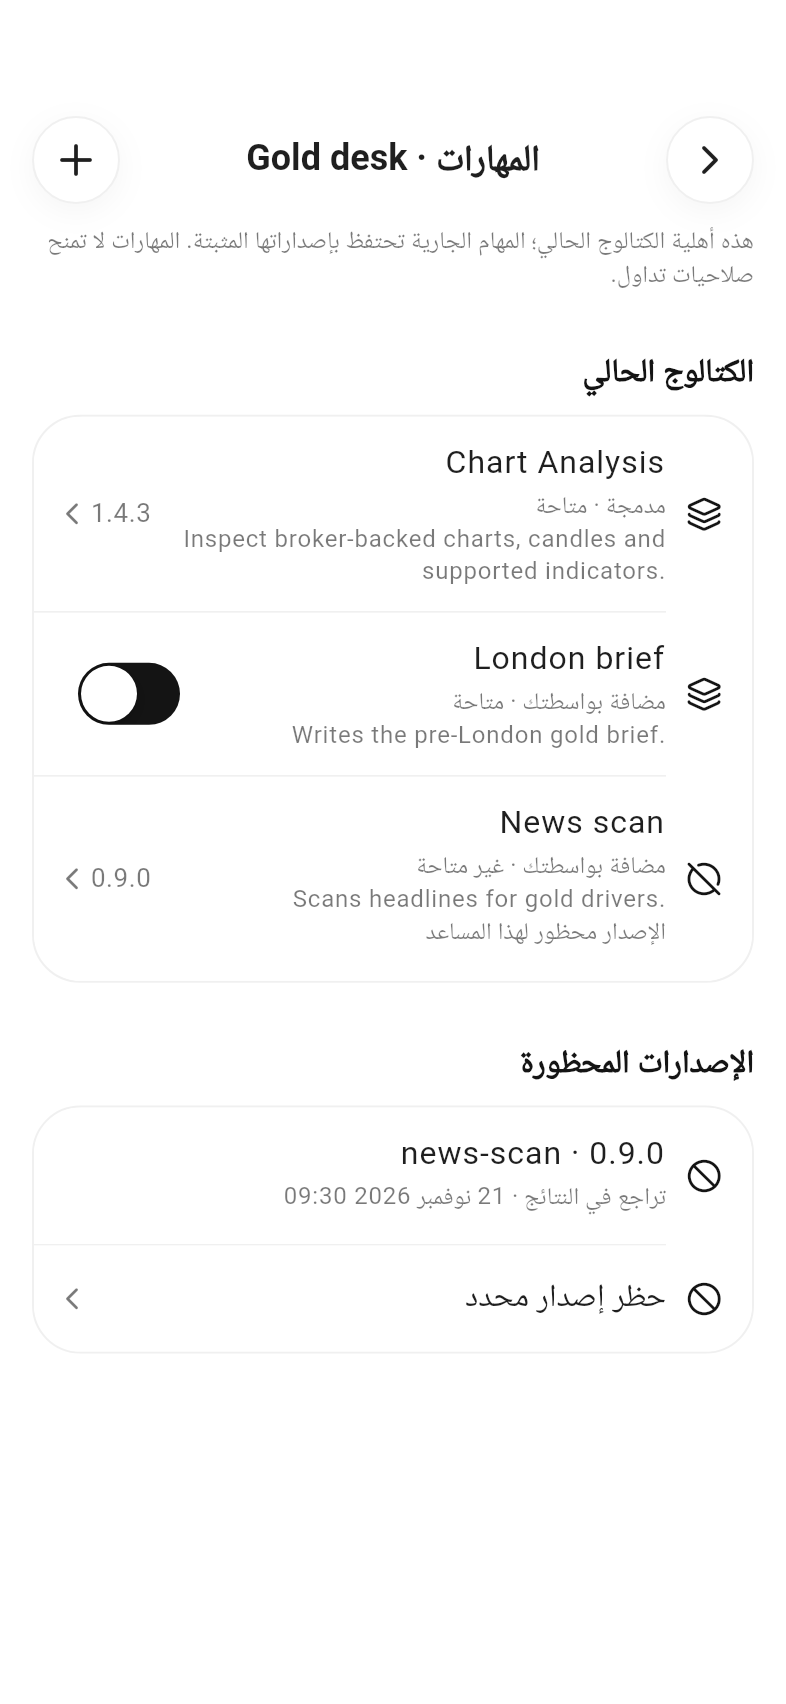 المهارات · Gold desk
هذه أهلية الكتالوج الحالي؛ المهام الجارية تحتفظ بإصداراتها المثبتة. المهارات لا تمنح
صلاحيات تداول.
الكتالوج الحالي
Chart Analysis
مدمجة · متاحة
Inspect broker-backed charts, candles and
supported indicators.
1.4.3
London brief
مضافة بواسطتك · متاحة
Writes the pre-London gold brief.
News scan
مضافة بواسطتك · غير متاحة
Scans headlines for gold drivers.
الإصدار محظور لهذا المساعد
0.9.0
الإصدارات المحظورة
news-scan · 0.9.0
تراجع في النتائج · 21 نوفمبر 2026 09:30
حظر إصدار محدد